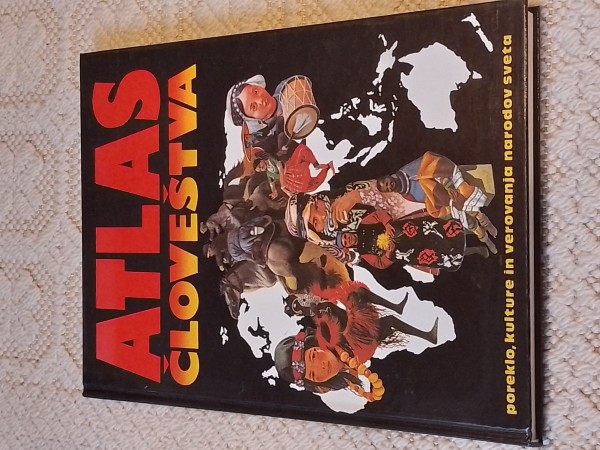 ATLAS
ČLOVEŠTVA
poreklo, kulture in verovanja narodov sveta